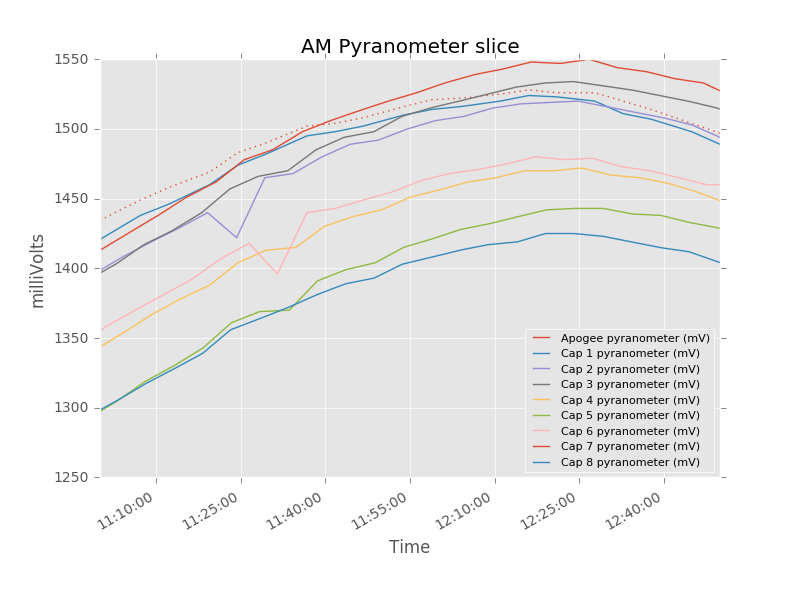 AM Pyranometer slice
1550
1500
1450
1400
1350
1300
1250
milliVolts
Apogee pyranometer (mV)
Cap 1 pyranometer (mV)
Cap 2 pyranometer (mV)
Cap 3 pyranometer (mV)
Cap 4 pyranometer (mV)
Cap 5 pyranometer (mV)
Cap 6 pyranometer (mV)
Cap 7 pyranometer (mV)
Cap 8 pyranometer (mV)
11:10:00
11:25:00
11:40:00
11:55:00
12:10:00
12:25:00
12:40:00
Time